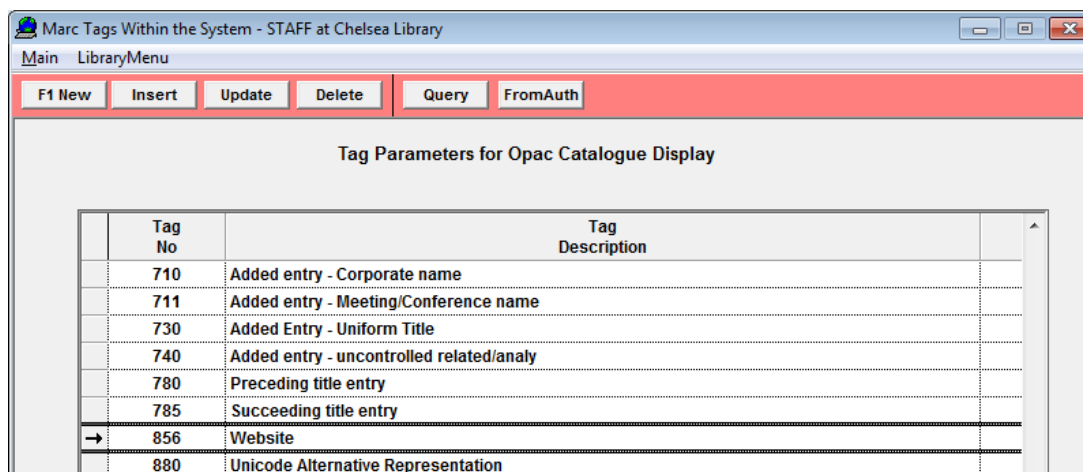 Marc Tags Within the System - STAFF at Chelsea Library
Main LibraryMenu
F1 New Insert Update Delete Query FromAuth
Tag Parameters for Opac Catalogue Display
Tag No Tag Description
710 Added entry - Corporate name
711 Added entry - Meeting/Conference name
730 Added Entry - Uniform Title
740 Added entry - uncontrolled related/analy
780 Preceding title entry
785 Succeeding title entry
856 Website
880 Unicode Alternative Representation